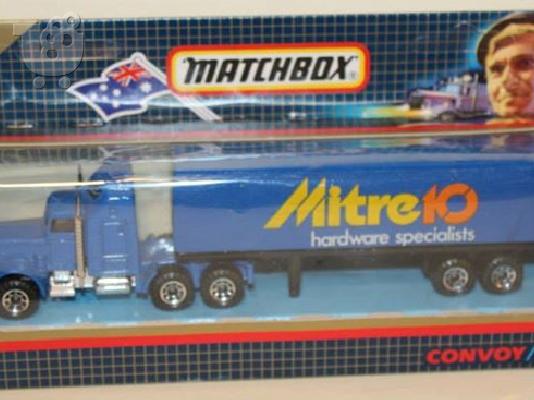 MATCHBOX
Mitre10
hardware specialists
CONVOY/